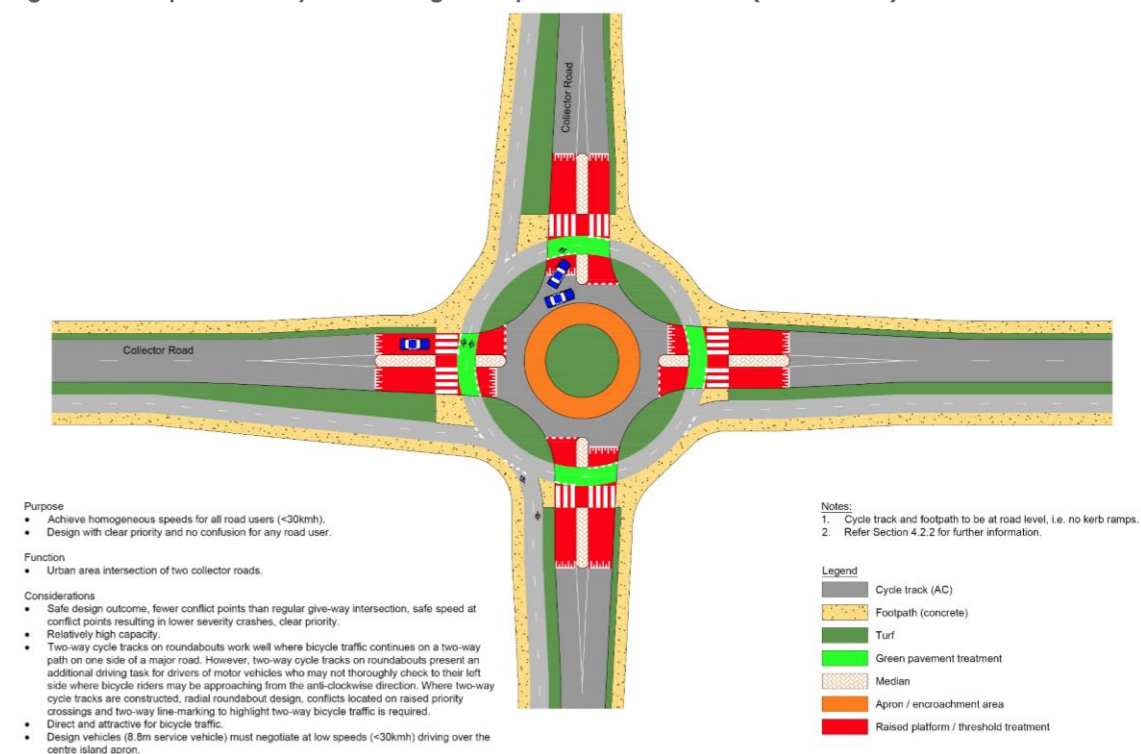 Collector Road
Collector Road
Purpose
• Achieve homogeneous speeds for all road users (<30kmh).
• Design with clear priority and no confusion for any road user.
Function
• Urban area intersection of two collector roads.
Considerations
• Safe design outcome, fewer conflict points than regular give-way intersection, safe speed at
conflict points resulting in lower severity crashes, clear priority.
• Relatively high capacity.
• Two-way cycle tracks on roundabouts work well where bicycle traffic continues on a two-way
path on one side of a major road. However, two-way cycle tracks on roundabouts present an
additional driving task for drivers of motor vehicles who may not thoroughly check to their left
side where bicycle riders may be approaching from the anti-clockwise direction. Where two-way
cycle tracks are constructed, radial roundabout design, conflicts located on raised priority
crossings and two-way line-marking to highlight two-way bicycle traffic is required.
• Direct and attractive for bicycle traffic.
• Design vehicles (8.8m service vehicle) must negotiate at low speeds (<30kmh) driving over the
centre island apron.
Notes:
1. Cycle track and footpath to be at road level, i.e. no kerb ramps.
2. Refer Section 4.2.2 for further information.
Legend
Cycle track (AC)
Footpath (concrete)
Turf
Green pavement treatment
Median
Apron / encroachment area
Raised platform / threshold treatment